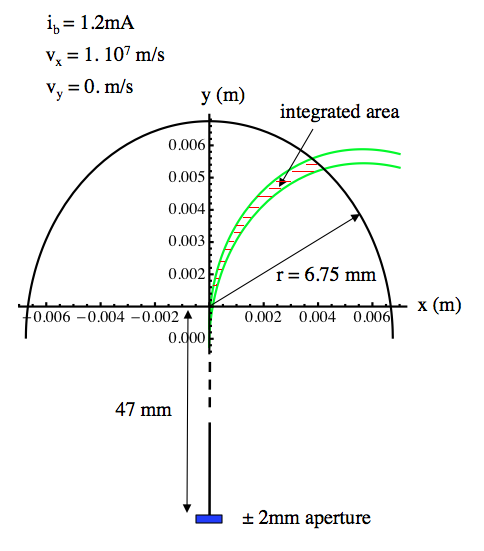 i_b = 1.2mA
v_x = 1. 10⁷ m/s
v_y = 0. m/s
y (m)
integrated area
0.006
0.005
0.004
0.003
0.002
r = 6.75 mm
x (m)
-0.006 -0.004 -0.002 0.002 0.004 0.006
0.000
47 mm
± 2mm aperture